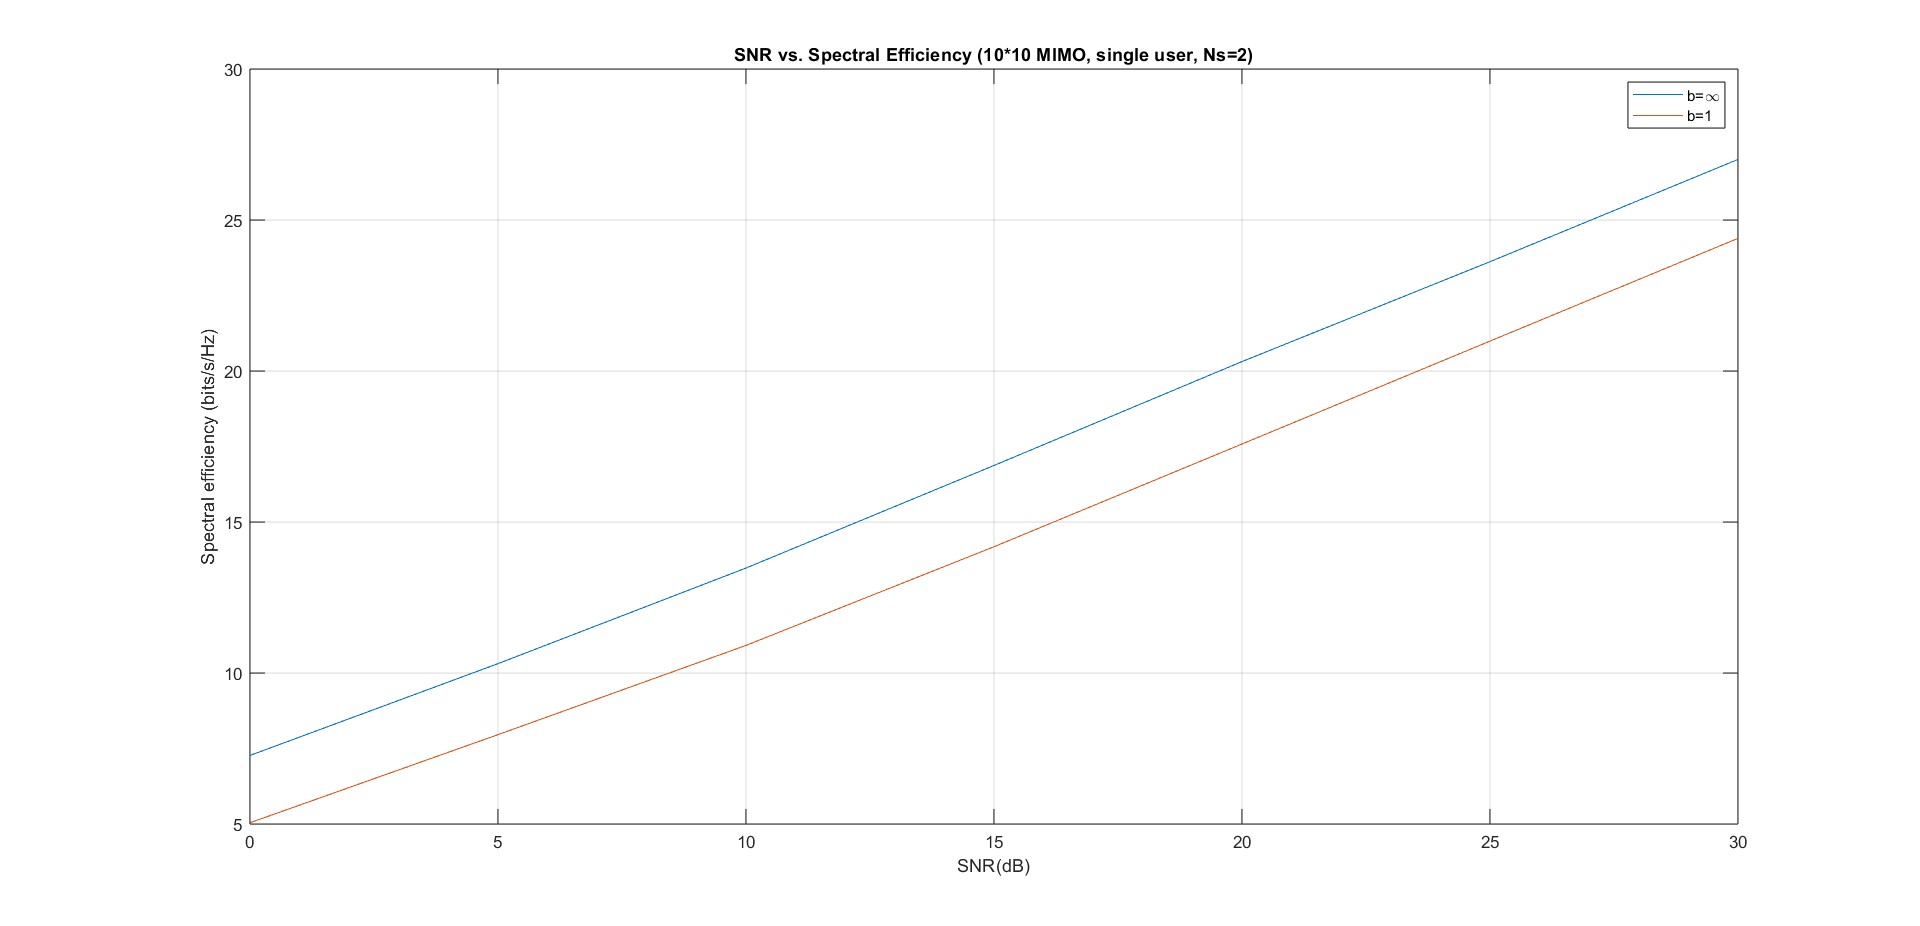 SNR vs. Spectral Efficiency (10*10 MIMO, single user, Ns=2)
30
b=∞
b=1
25
20
15
10
5
Spectral efficiency (bits/s/Hz)
0 5 10 15 20 25 30
SNR(dB)